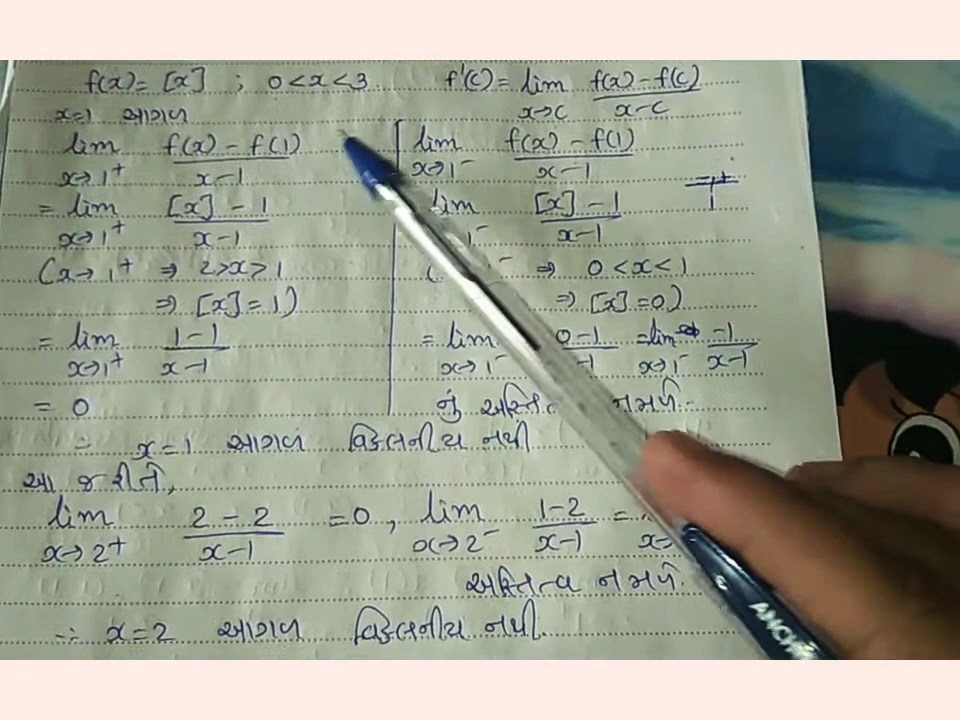 f(x) = [x] ; 0 < x < 3 f'(c) = lim x→c f(x) – f(c) / x – c
x=1 આગળ
lim x→1⁺ f(x) – f(1) / x – 1
= lim x→1⁺ [x] – 1 / x – 1
(x→1⁺ ⇒ 2 > x > 1
⇒ [x] = 1)
= lim x→1⁺ 1 – 1 / x – 1
= 0
lim x→1⁻ f(x) – f(1) / x – 1
lim 1⁻ [x] – 1 / x – 1
( ⁻ ⇒ 0 < x < 1
⇒ [x] = 0)
= lim x→1⁻ 0 – 1 / – 1 = lim x→1⁻ –1 / x – 1
નું ન મળે.
∴ x=1 આગળ વિકલનીય નથી
આ જ રીતે,
lim x→2⁺ 2 – 2 / x – 1 = 0, lim x→2⁻ 1 – 2 / x – 1 = x→
અસ્તિત્વ ન મળે.
∴ x=2 આગળ વિકલનીય નથી